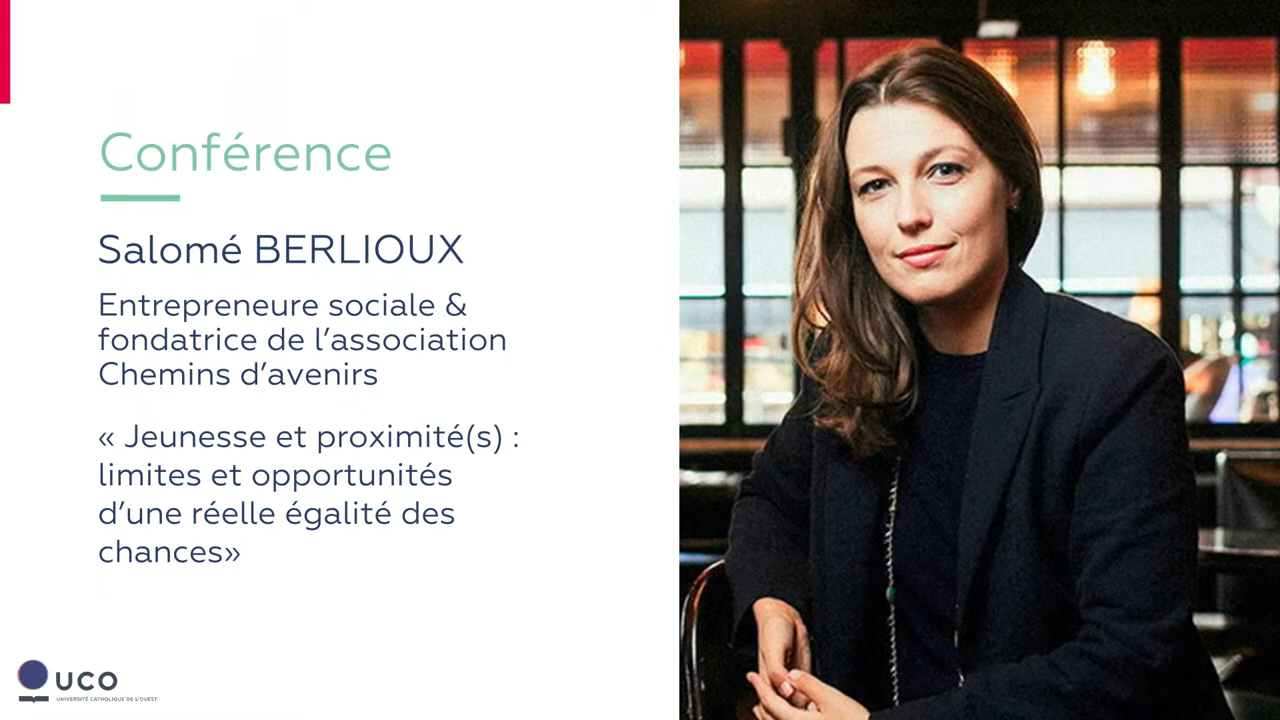 Conférence
Salomé BERLIOUX
Entrepreneure sociale &
fondatrice de l’association
Chemins d’avenirs
« Jeunesse et proximité(s) :
limites et opportunités
d’une réelle égalité des
chances»
UCO
UNIVERSITÉ CATHOLIQUE DE L'OUEST